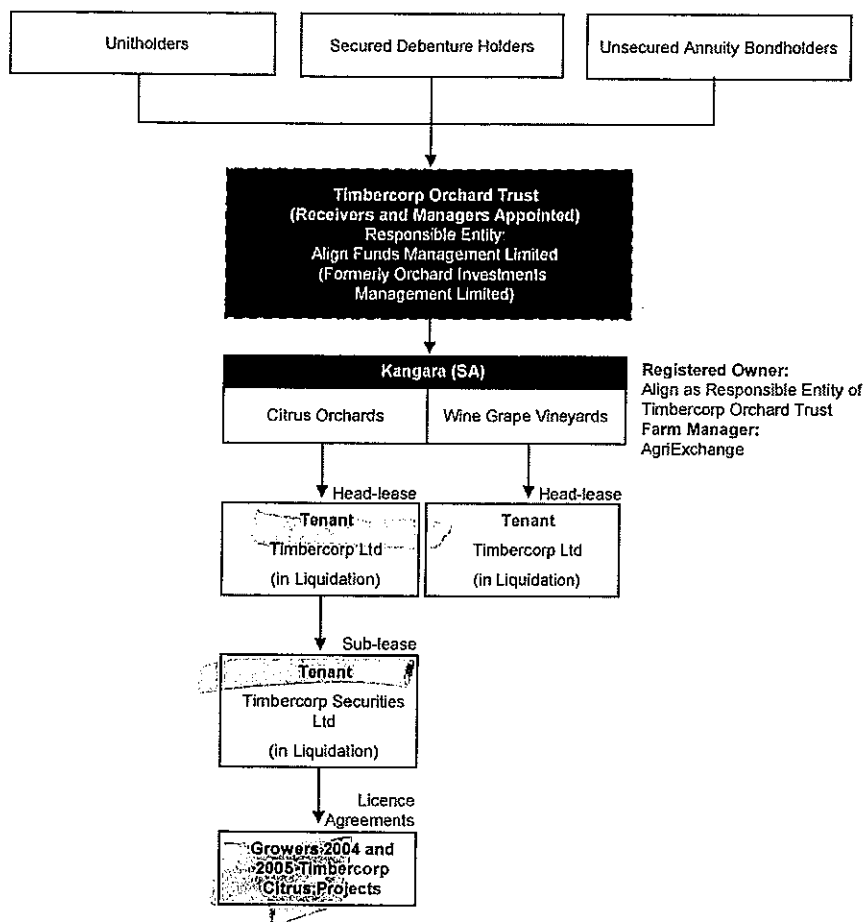 Unitholders
Secured Debenture Holders
Unsecured Annuity Bondholders
Timbercorp Orchard Trust
(Receivers and Managers Appointed)
Responsible Entity:
Align Funds Management Limited
(Formerly Orchard Investments
Management Limited)
Kangara (SA)
Citrus Orchards
Wine Grape Vineyards
Registered Owner:
Align as Responsible Entity of
Timbercorp Orchard Trust
Farm Manager:
AgriExchange
Head-lease
Head-lease
Tenant
Timbercorp Ltd
(in Liquidation)
Tenant
Timbercorp Ltd
(in Liquidation)
Sub-lease
Tenant
Timbercorp Securities
Ltd
(in Liquidation)
Licence
Agreements
Growers 2004 and
2005 Timbercorp
Citrus Projects